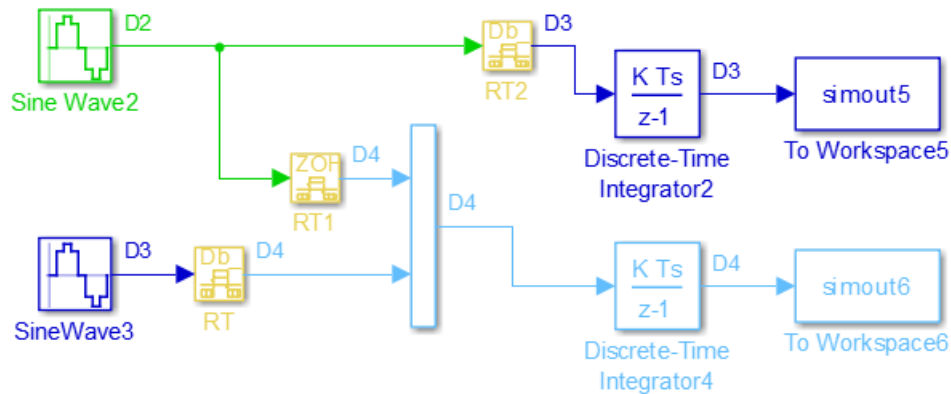 D2
Sine Wave2
Db
RT2
D3
K Ts
z-1
Discrete-Time
Integrator2
D3
simout5
To Workspace5
ZOH
RT1
D4
D4
D3
SineWave3
Db
RT
D4
K Ts
z-1
Discrete-Time
Integrator4
D4
simout6
To Workspace6